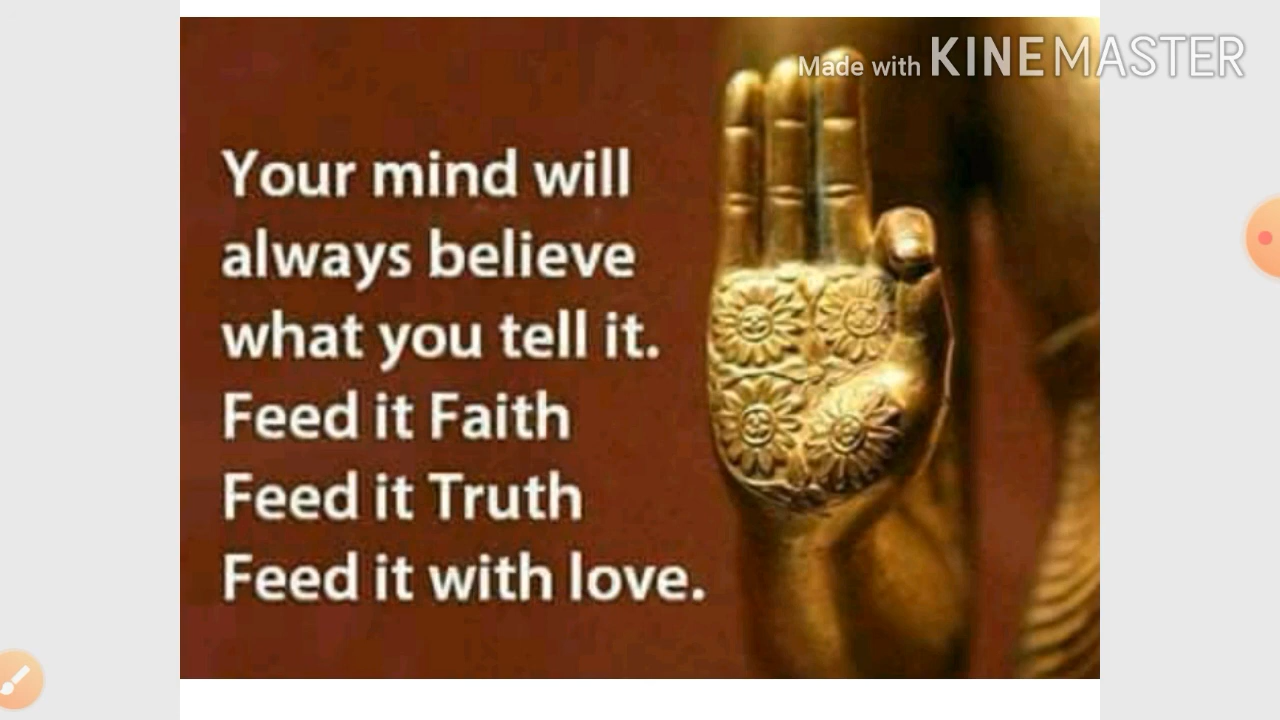 Made with KINEMASTER
Your mind will
always believe
what you tell it.
Feed it Faith
Feed it Truth
Feed it with love.